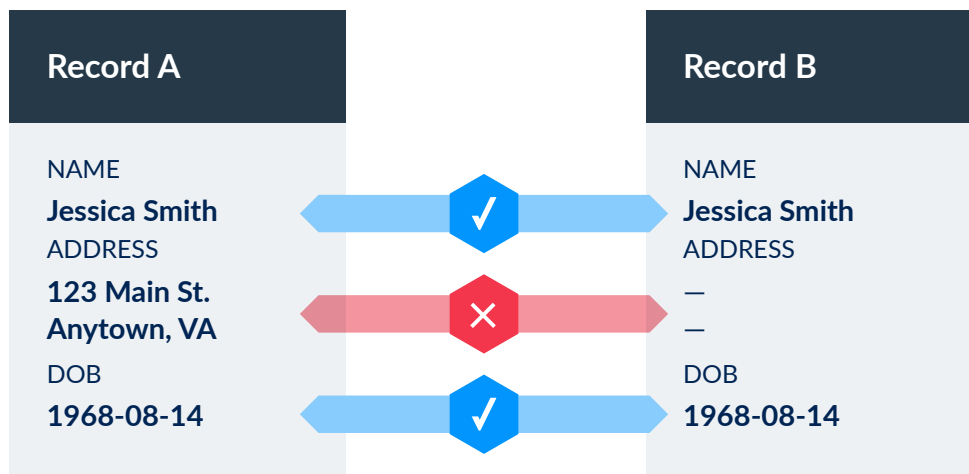 Record A
Record B
NAME
Jessica Smith
ADDRESS
123 Main St.
Anytown, VA
DOB
1968-08-14
NAME
Jessica Smith
ADDRESS
—
—
DOB
1968-08-14